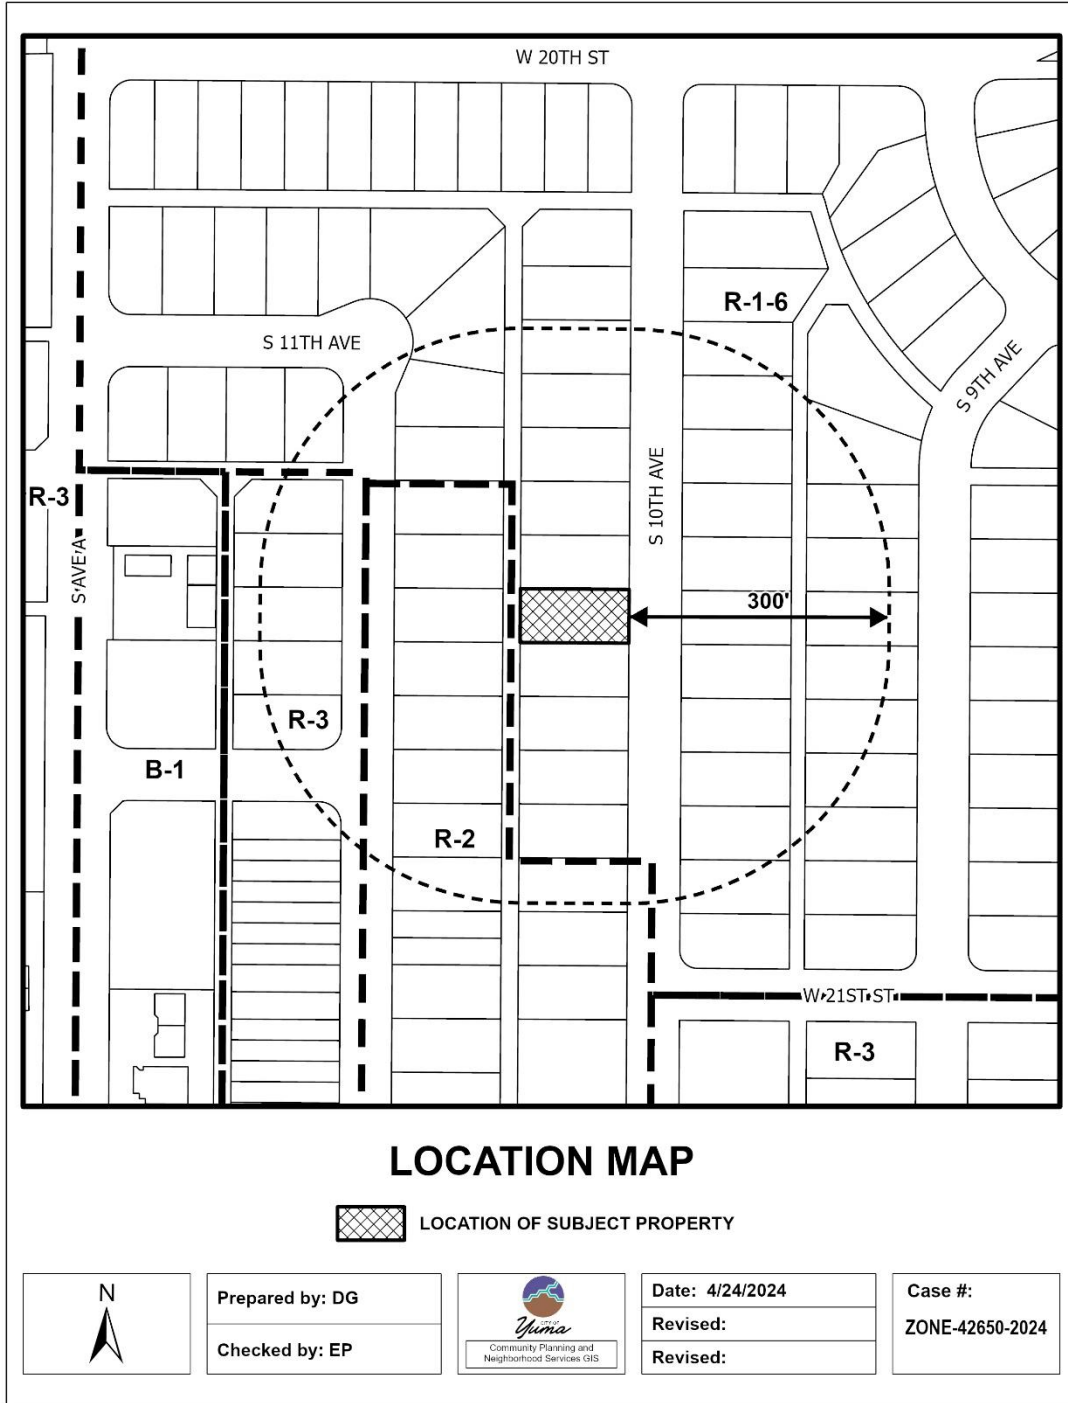 W 20TH ST
R-1-6
S 11TH AVE
S 9TH AVE
S 10TH AVE
R-3
S AVE A
300'
R-3
B-1
R-2
W 21ST ST
R-3
LOCATION MAP
LOCATION OF SUBJECT PROPERTY
N
Prepared by: DG
Checked by: EP
CITY OF
Yuma
Community Planning and
Neighborhood Services GIS
Date: 4/24/2024
Revised:
Revised:
Case #:
ZONE-42650-2024